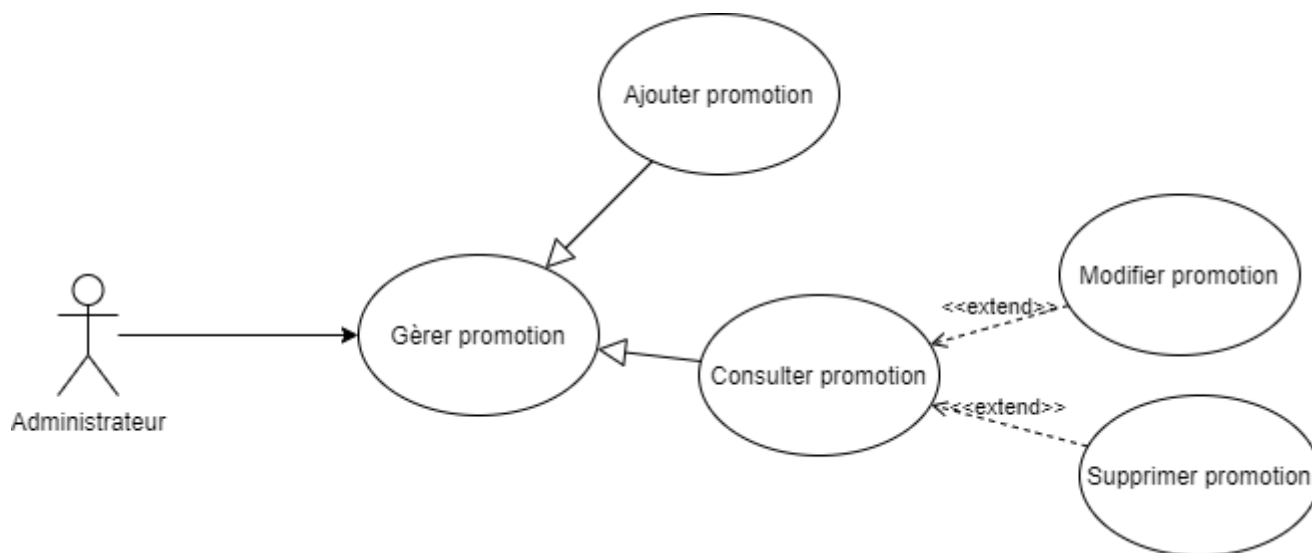 Ajouter promotion
Modifier promotion
<<extend>>
Gèrer promotion
Consulter promotion
<<extend>>
Administrateur
Supprimer promotion